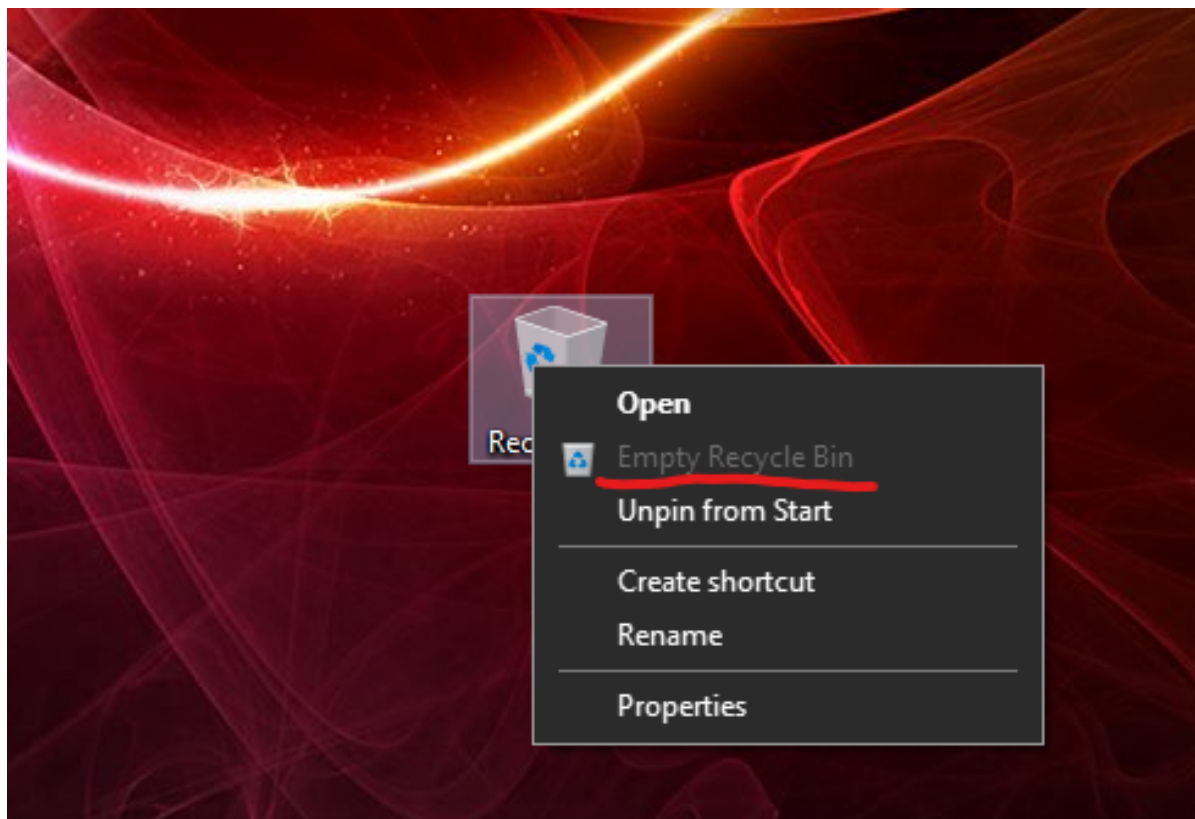 Rec
Open
Empty Recycle Bin
Unpin from Start
Create shortcut
Rename
Properties